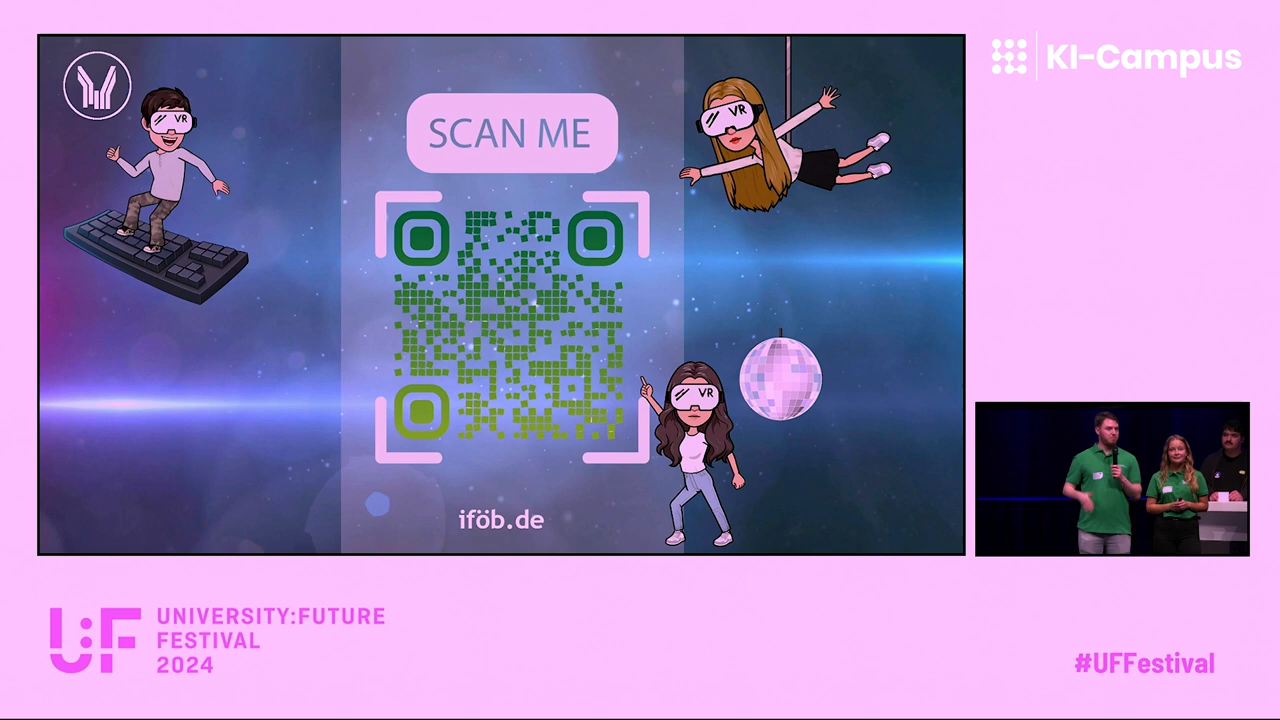 KI-Campus
VR
VR
SCAN ME
VR
iföb.de
U:F
UNIVERSITY:FUTURE
FESTIVAL
2024
#UFFestival